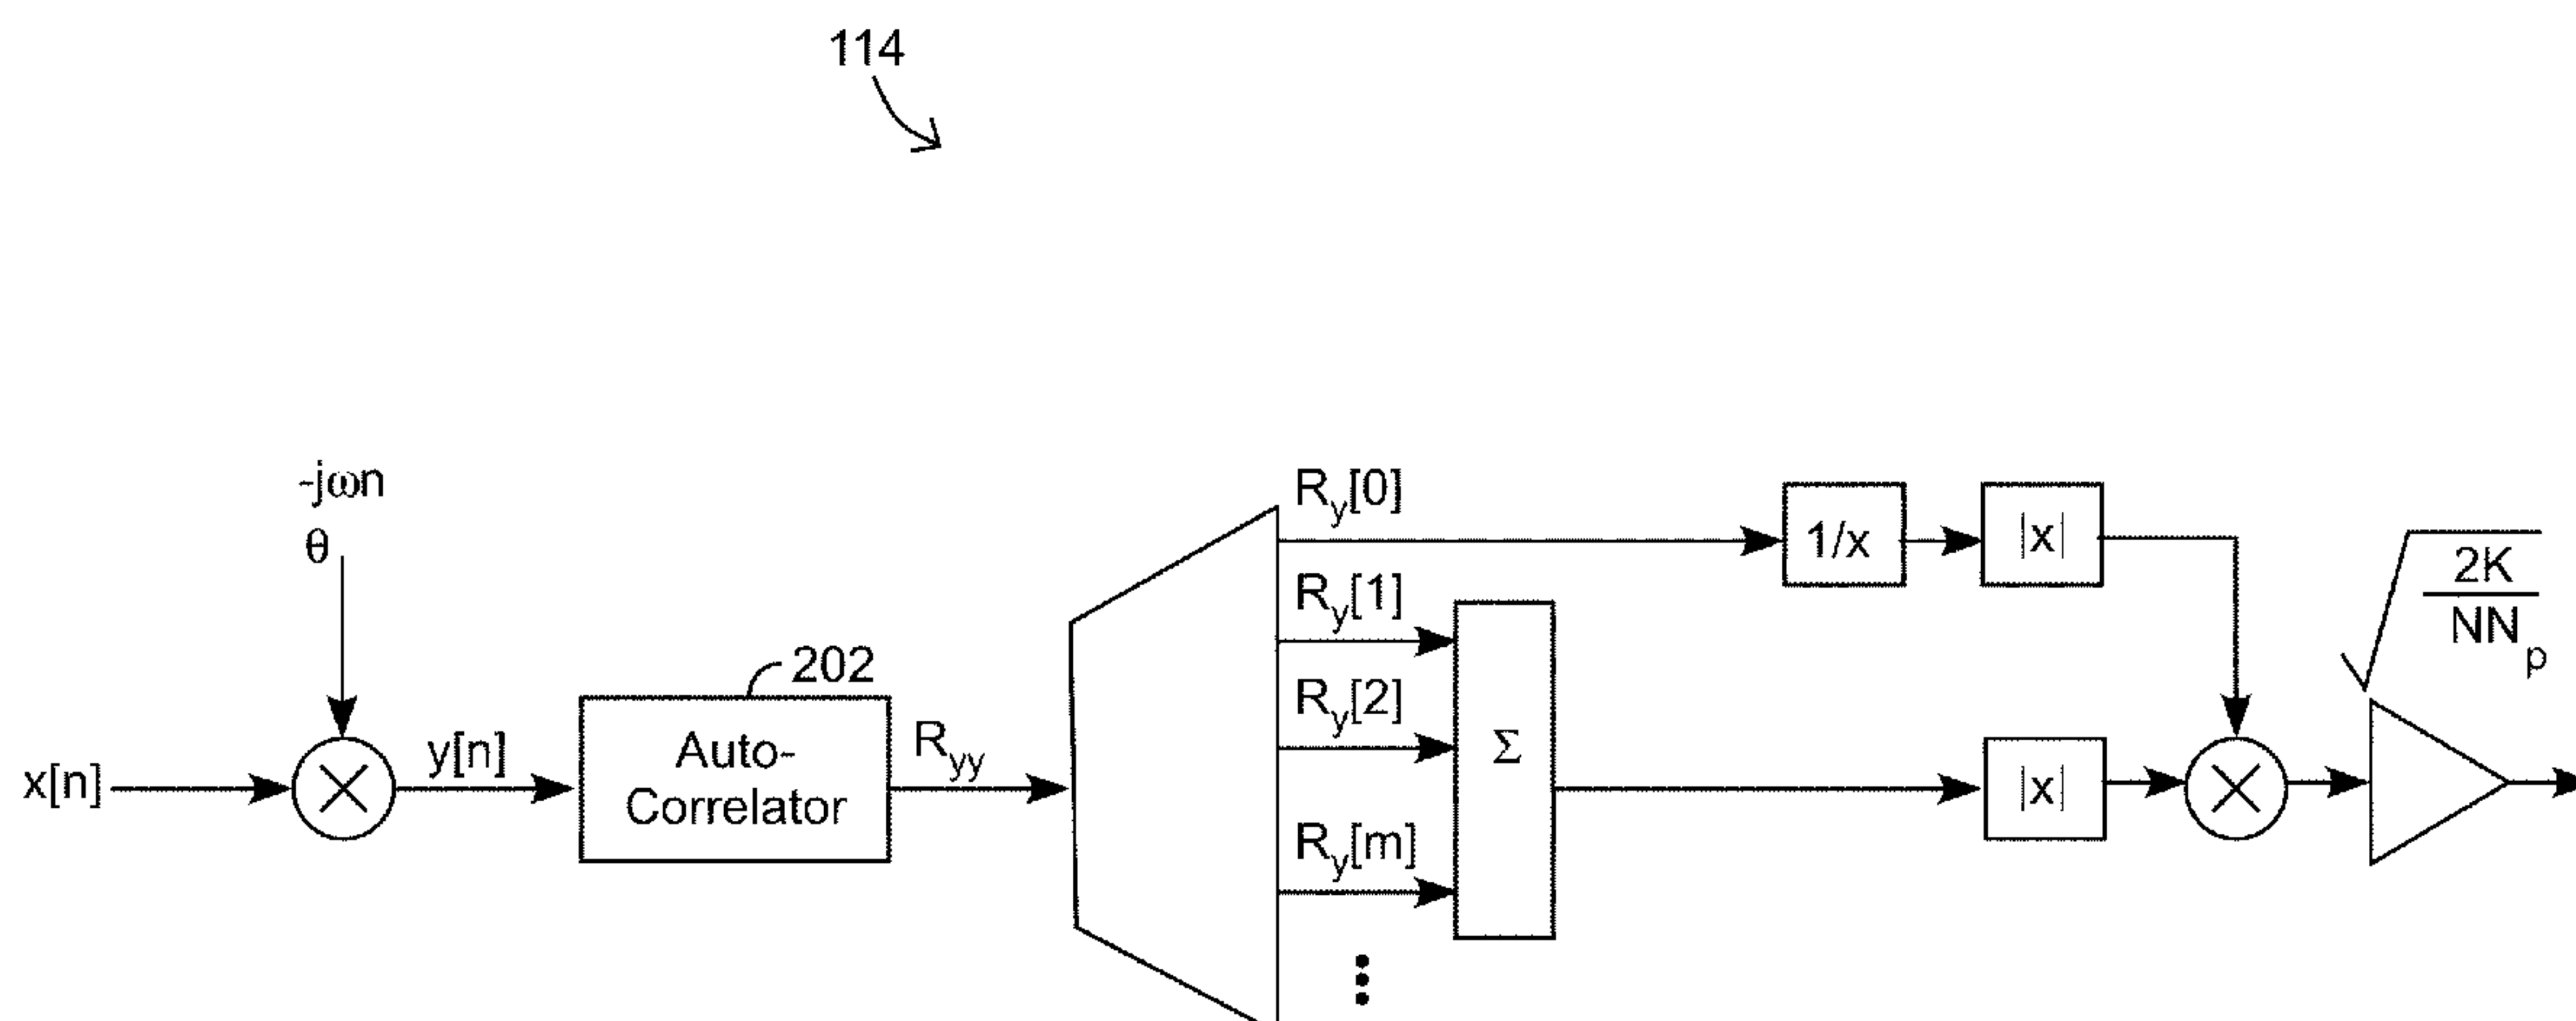 114
-jωn
θ
x[n]
y[n]
202
Auto-
Correlator
R_yy
R_y[0]
R_y[1]
R_y[2]
R_y[m]
Σ
1/x
|x|
|x|
√
2K
NN_p